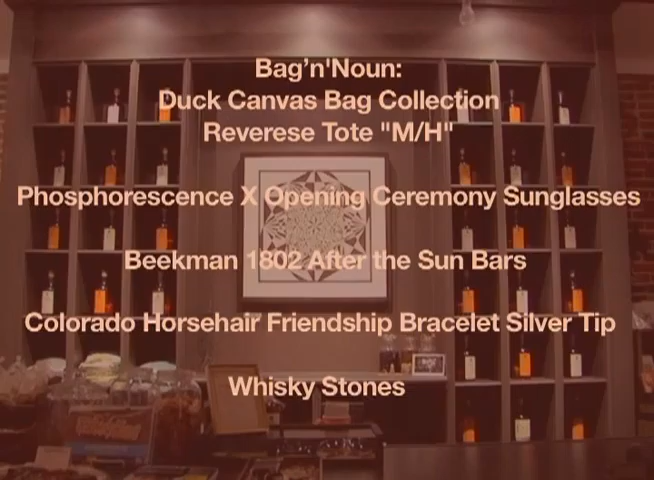 Bag'n'Noun:
Duck Canvas Bag Collection
Reverese Tote "M/H"
Phosphorescence X Opening Ceremony Sunglasses
Beekman 1802 After the Sun Bars
Colorado Horsehair Friendship Bracelet Silver Tip
Whisky Stones